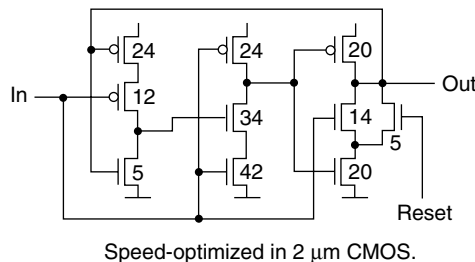 24 24 20
In 12 Out
34 14
5 42 20 5
Reset
Speed-optimized in 2 μm CMOS.